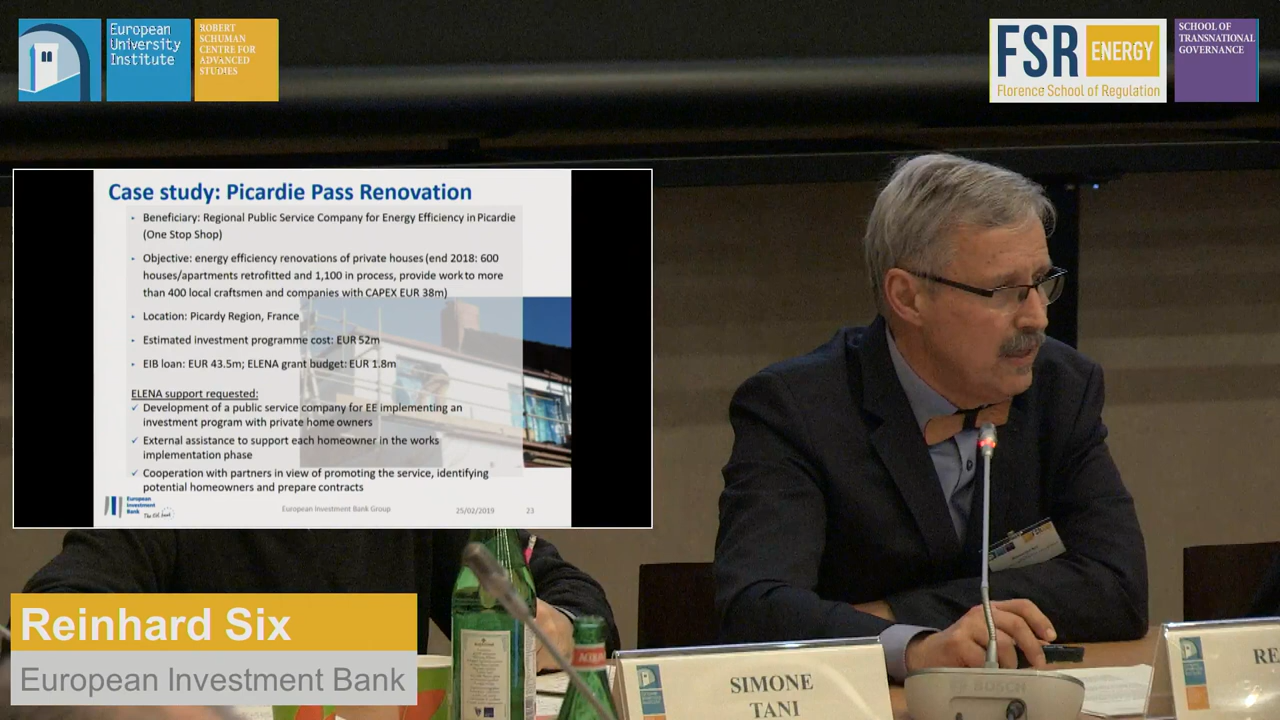 European
University
Institute
ROBERT
SCHUMAN
CENTRE FOR
ADVANCED
STUDIES
FSR ENERGY
Florence School of Regulation
SCHOOL OF
TRANSNATIONAL
GOVERNANCE
Case study: Picardie Pass Renovation
Beneficiary: Regional Public Service Company for Energy Efficiency in Picardie
(One Stop Shop)
Objective: energy efficiency renovations of private houses (end 2018: 600
houses/apartments retrofitted and 1,100 in process, provide work to more
than 400 local craftsmen and companies with CAPEX EUR 38m)
Location: Picardy Region, France
Estimated investment programme cost: EUR 52m
EIB loan: EUR 43.5m; ELENA grant budget: EUR 1.8m
ELENA support requested:
✓ Development of a public service company for EE implementing an
investment program with private home owners
✓ External assistance to support each homeowner in the works
implementation phase
✓ Cooperation with partners in view of promoting the service, identifying
potential homeowners and prepare contracts
European
Investment
Bank
The EU bank
European Investment Bank Group
25/02/2019
23
Reinhard Six
European Investment Bank
SIMONE
TANI
BOSCH
RE